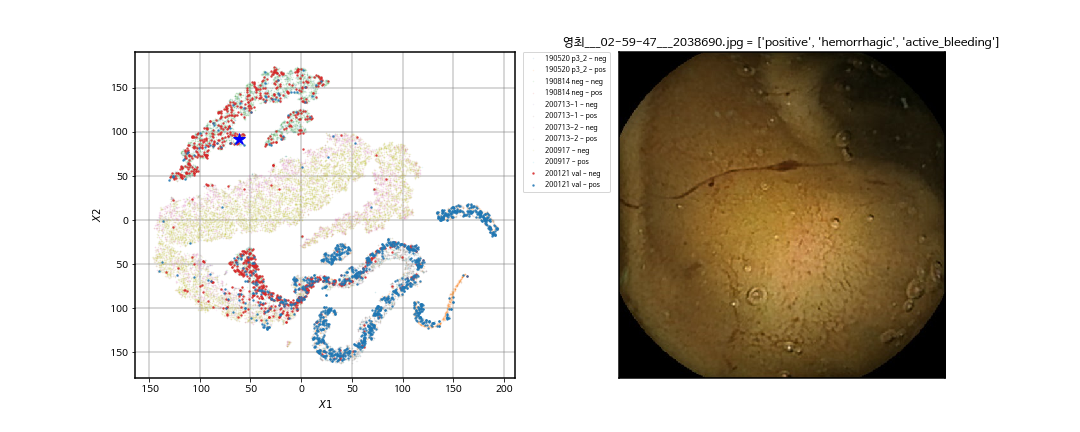 영최___02-59-47___2038690.jpg = ['positive', 'hemorrhagic', 'active_bleeding']
190520 p3_2 - neg
190520 p3_2 - pos
190814 neg - neg
190814 neg - pos
200713-1 - neg
200713-1 - pos
200713-2 - neg
200713-2 - pos
200917 - neg
200917 - pos
200121 val - neg
200121 val - pos
X2
150
100
50
0
50
100
150
150
100
50
0
50
100
150
200
X1